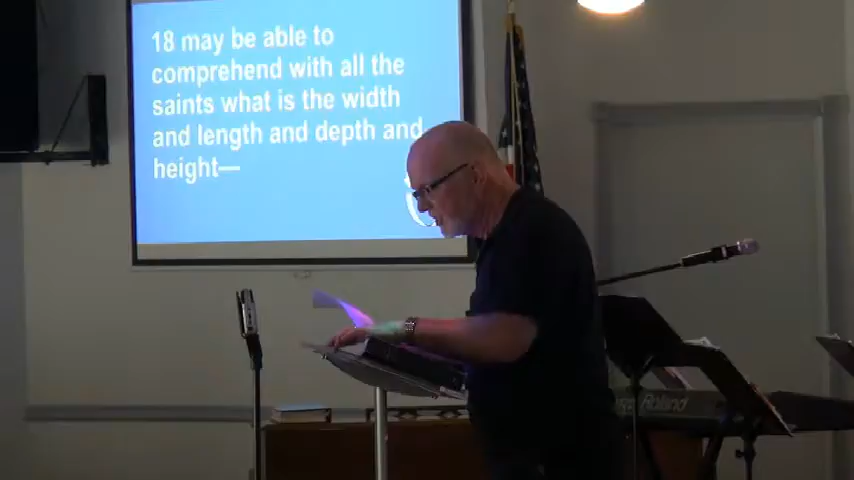 18 may be able to
comprehend with all the
saints what is the width
and length and depth and
height—
Roland